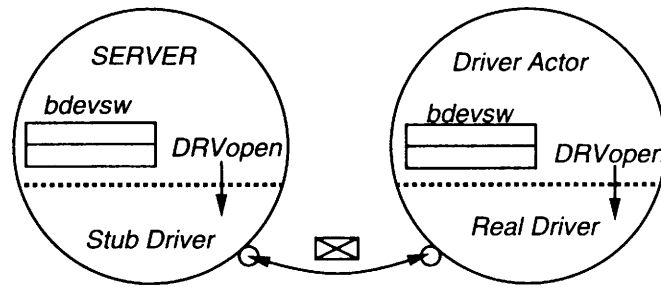 SERVER
bdevsw
DRVopen
Stub Driver
Driver Actor
bdevsw
DRVopen
Real Driver